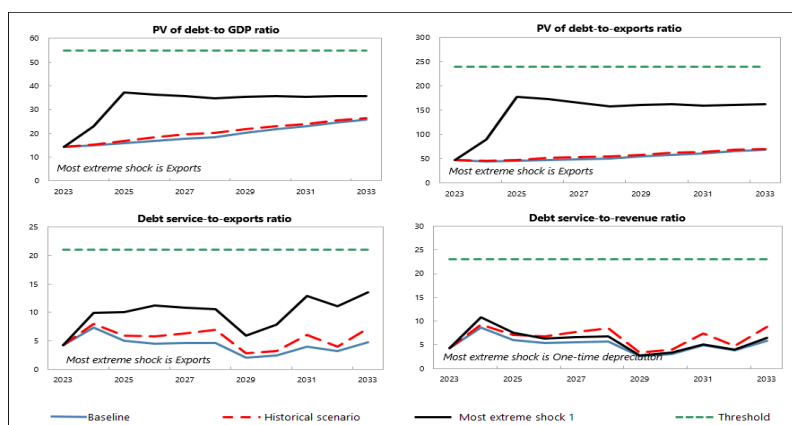 PV of debt-to GDP ratio
60
50
40
30
20
10
0
2023 2025 2027 2029 2031 2033
Most extreme shock is Exports
PV of debt-to-exports ratio
300
250
200
150
100
50
0
2023 2025 2027 2029 2031 2033
Most extreme shock is Exports
Debt service-to-exports ratio
25
20
15
10
5
0
2023 2025 2027 2029 2031 2033
Most extreme shock is Exports
Debt service-to-revenue ratio
30
25
20
15
10
5
0
2023 2025 2027 2029 2031 2033
Most extreme shock is One-time depreciation
Baseline Historical scenario Most extreme shock 1 Threshold